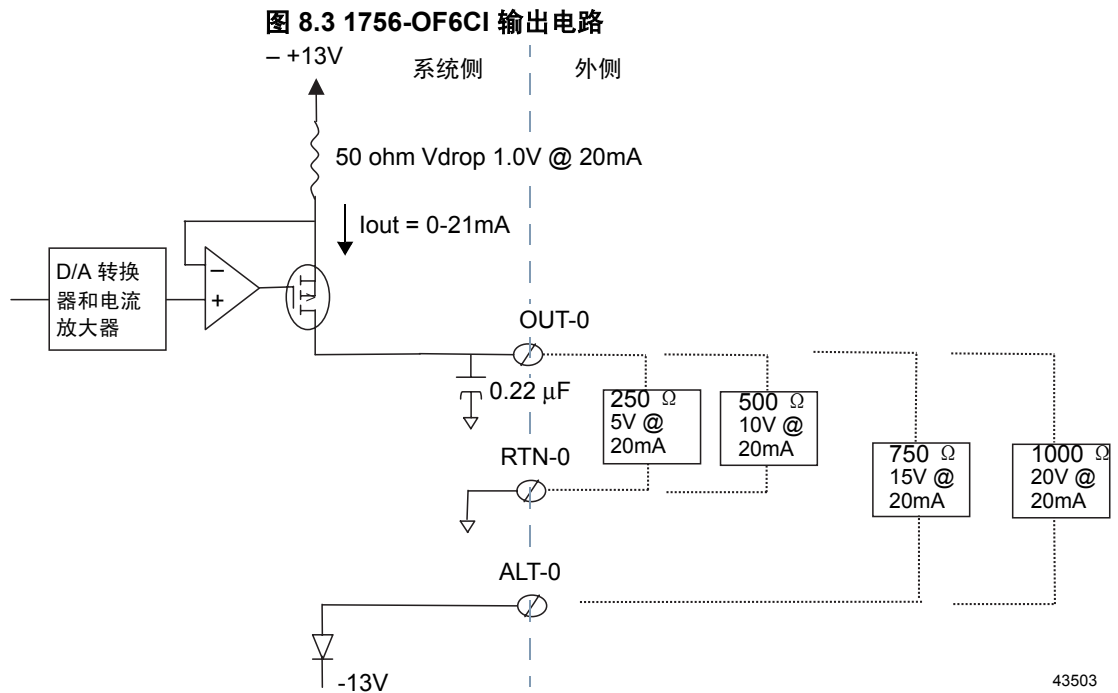 图 8.3 1756-OF6CI 输出电路
– +13V
系统侧
外侧
50 ohm Vdrop 1.0V @ 20mA
Iout = 0-21mA
D/A 转换
器和电流
放大器
–
+
OUT-0
0.22 μF
250 Ω
5V @
20mA
500 Ω
10V @
20mA
RTN-0
750 Ω
15V @
20mA
1000 Ω
20V @
20mA
ALT-0
-13V
43503